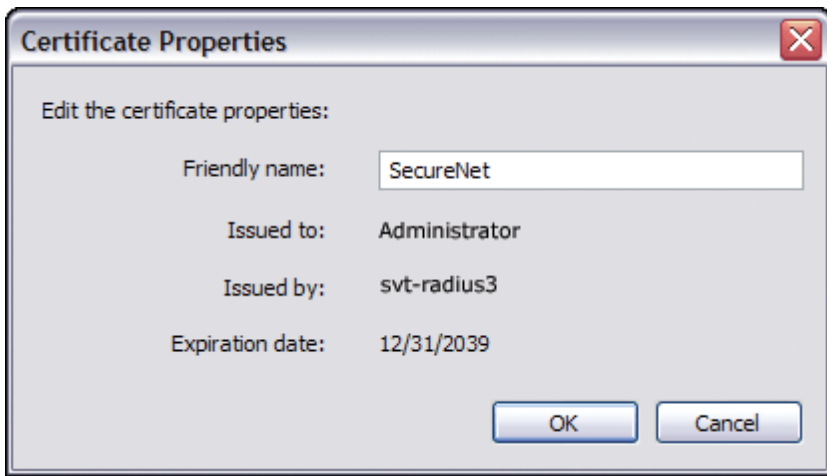 Certificate Properties
Edit the certificate properties:
Friendly name: SecureNet
Issued to: Administrator
Issued by: svt-radius3
Expiration date: 12/31/2039
OK Cancel